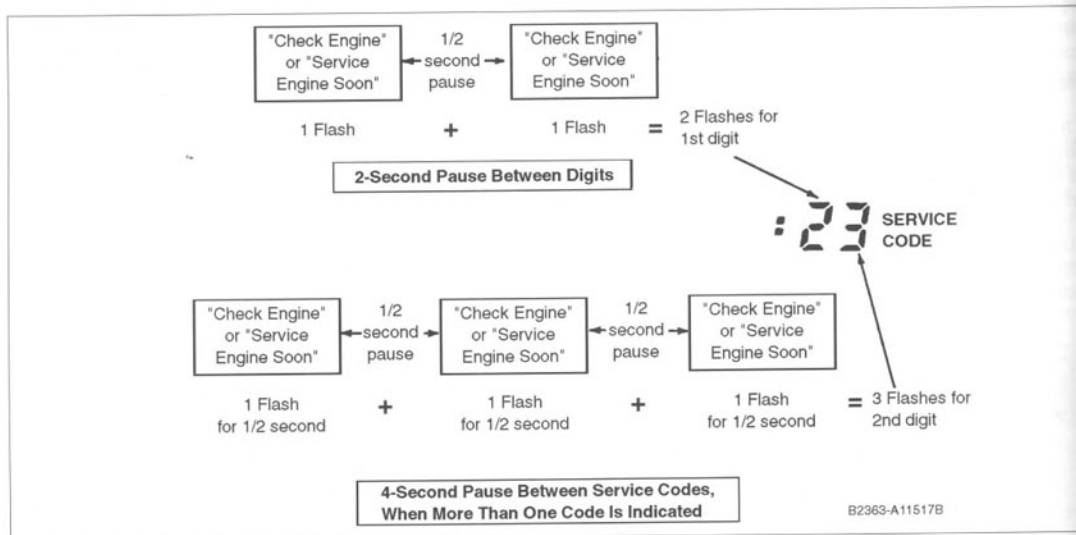 "Check Engine"
or "Service
Engine Soon"
1/2
second
pause
"Check Engine"
or "Service
Engine Soon"
1 Flash
+
1 Flash
=
2 Flashes for
1st digit
2-Second Pause Between Digits
:23
SERVICE
CODE
"Check Engine"
or "Service
Engine Soon"
1/2
second
pause
"Check Engine"
or "Service
Engine Soon"
1/2
second
pause
"Check Engine"
or "Service
Engine Soon"
1 Flash
for 1/2 second
+
1 Flash
for 1/2 second
+
1 Flash
for 1/2 second
=
3 Flashes for
2nd digit
4-Second Pause Between Service Codes,
When More Than One Code Is Indicated
B2363-A11517B